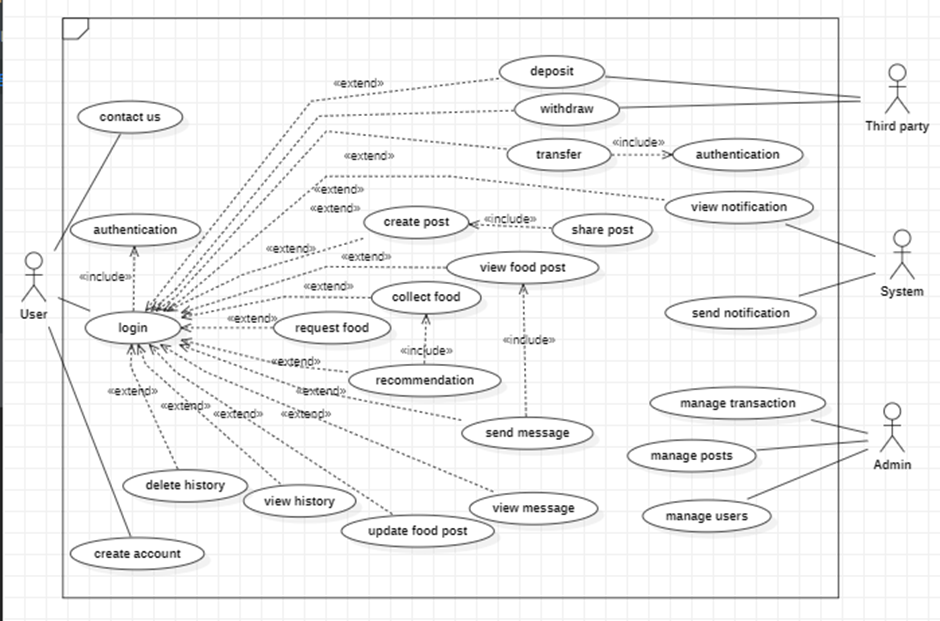 deposit
«extend»
withdraw
contact us
Third party
«include»
«extend»
transfer
authentication
«extend»
«extend»
view notification
create post
«include»
share post
authentication
«extend»
«extend»
view food post
«include»
User
System
«extend»
collect food
send notification
«extend»
login
request food
«include»
«include»
«extend»
recommendation
«extend»
«extend»
manage transaction
«extend»
«extend»
«extend»
send message
manage posts
Admin
delete history
view history
view message
manage users
update food post
create account